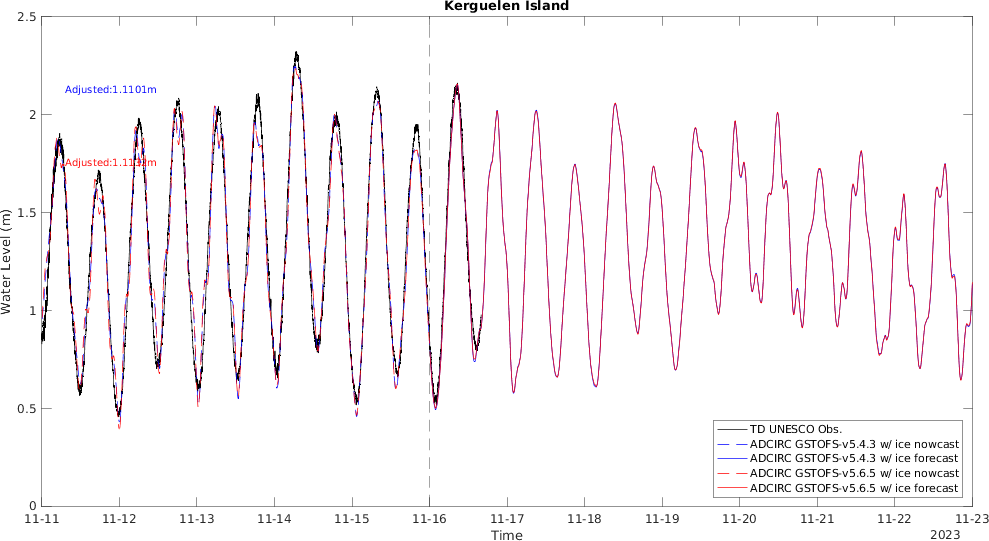 Kerguelen Island
2.5
2
1.5
1
0.5
0
Water Level (m)
Adjusted:1.1101m
11-11 11-12 11-13 11-14 11-15 11-16 11-17 11-18 11-19 11-20 11-21 11-22 11-23
Time
2023
TD UNESCO Obs.
ADCIRC GSTOFS-v5.4.3 w/ ice nowcast
ADCIRC GSTOFS-v5.4.3 w/ ice forecast
ADCIRC GSTOFS-v5.6.5 w/ ice nowcast
ADCIRC GSTOFS-v5.6.5 w/ ice forecast